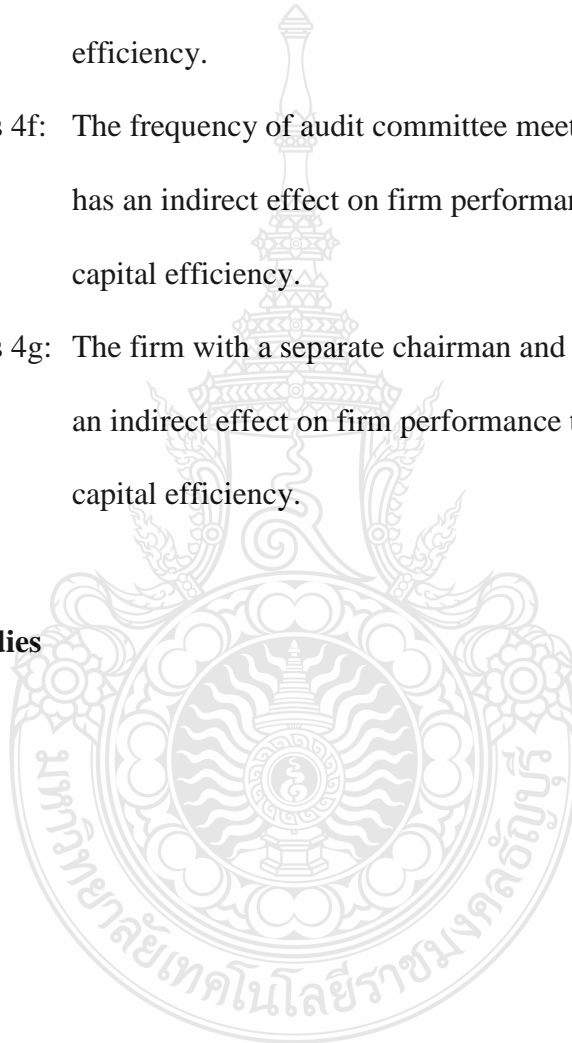 efficiency.
s 4f: The frequency of audit committee meet
has an indirect effect on firm performan
capital efficiency.
s 4g: The firm with a separate chairman and
an indirect effect on firm performance t
capital efficiency.
dies
มหาวิทยาลัยเทคโนโลยีราชมงคลธัญบุรี